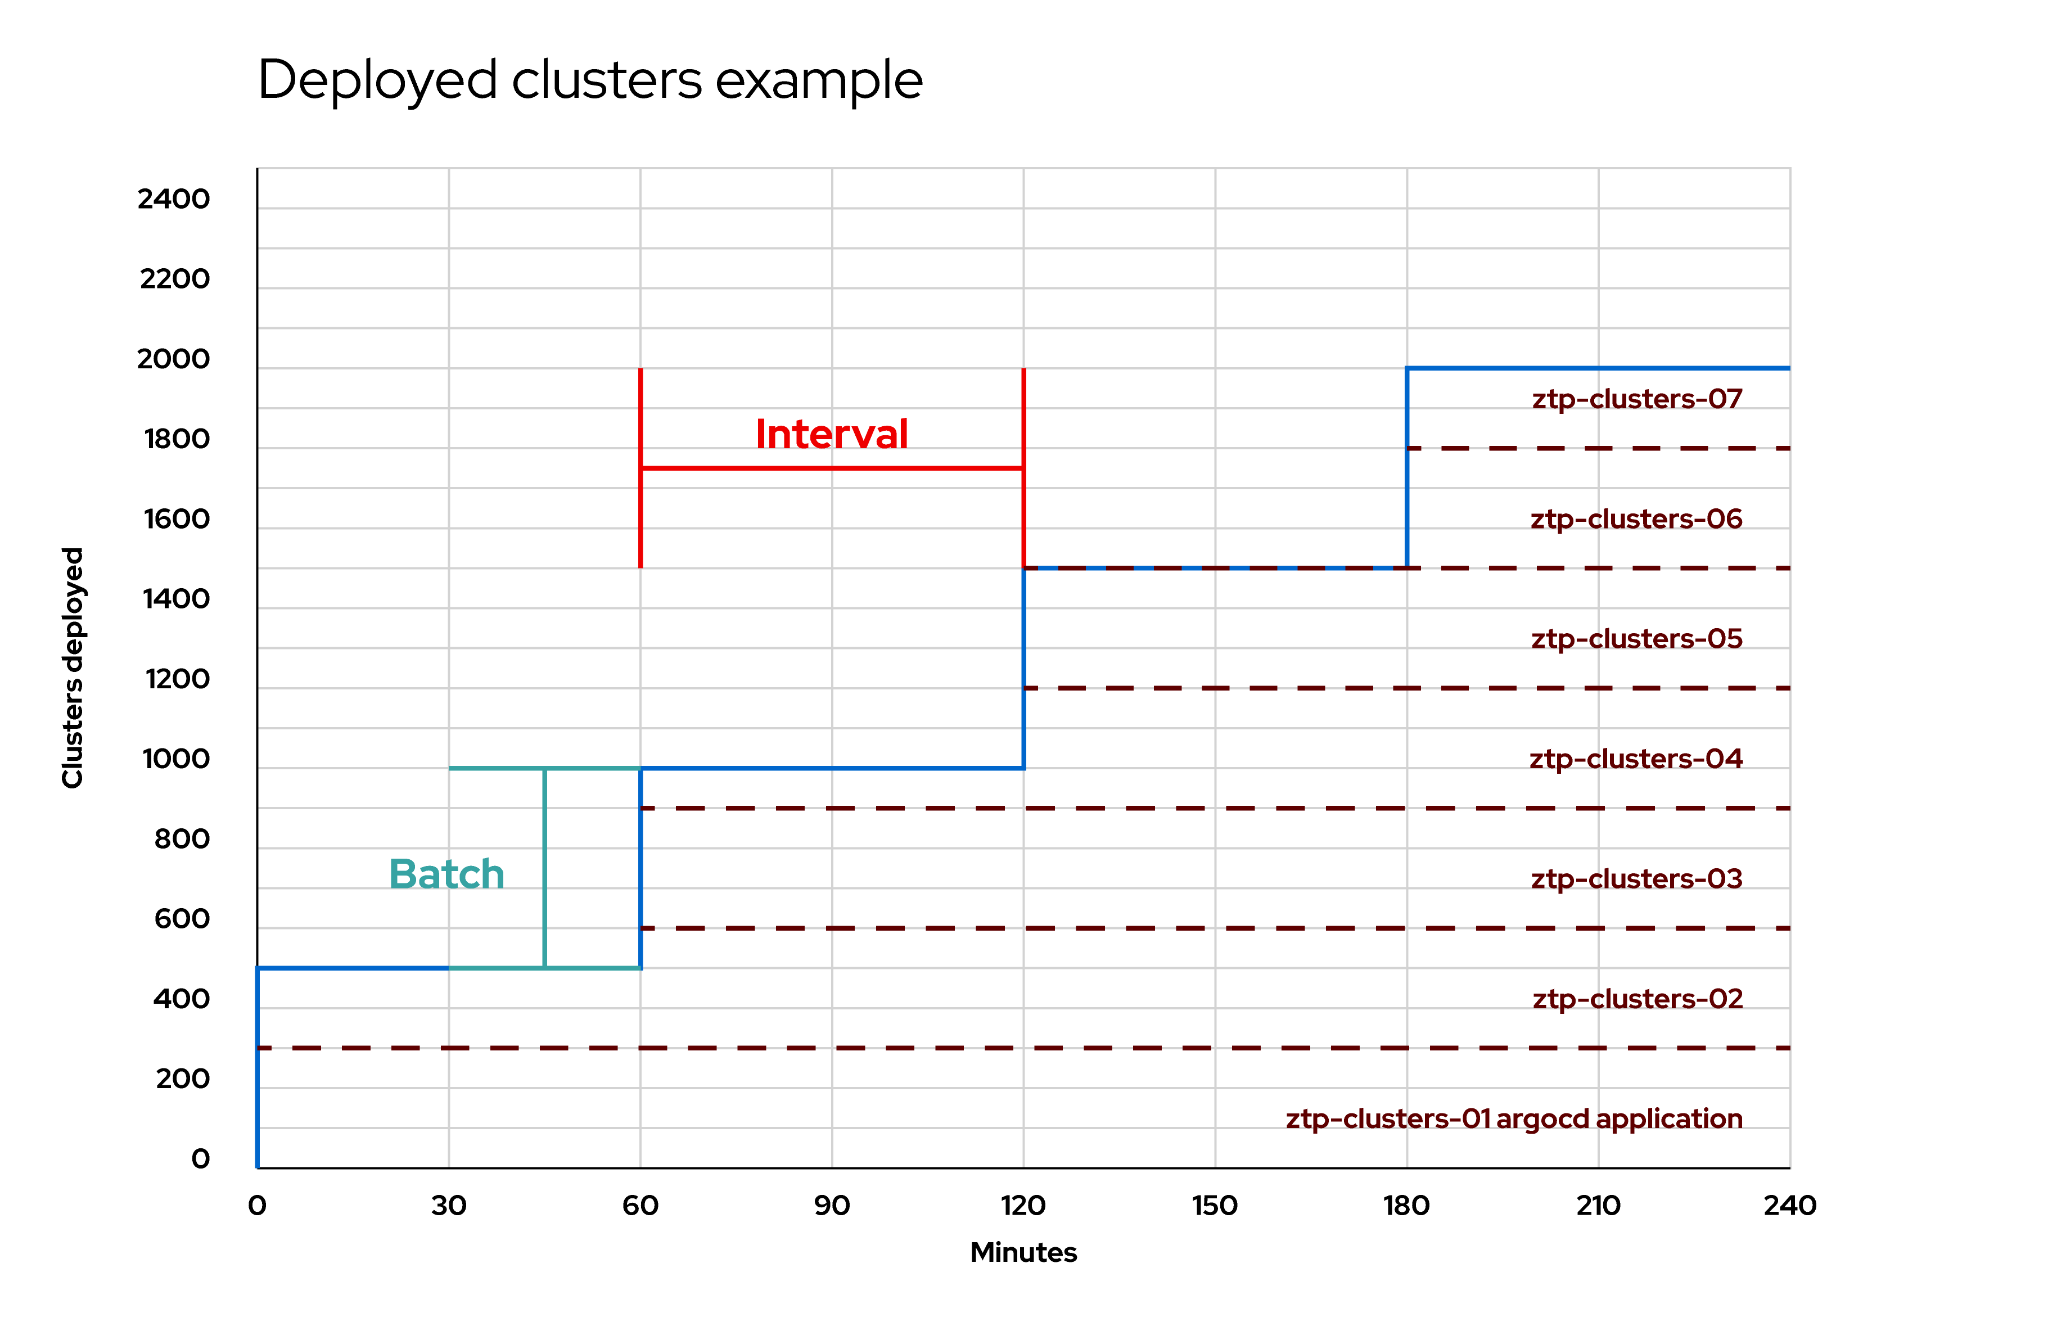 Deployed clusters example
2400
2200
2000
1800
1600
1400
1200
1000
800
600
400
200
0
Clusters deployed
Interval
Batch
ztp-clusters-07
ztp-clusters-06
ztp-clusters-05
ztp-clusters-04
ztp-clusters-03
ztp-clusters-02
ztp-clusters-01 argocd application
0 30 60 90 120 150 180 210 240
Minutes